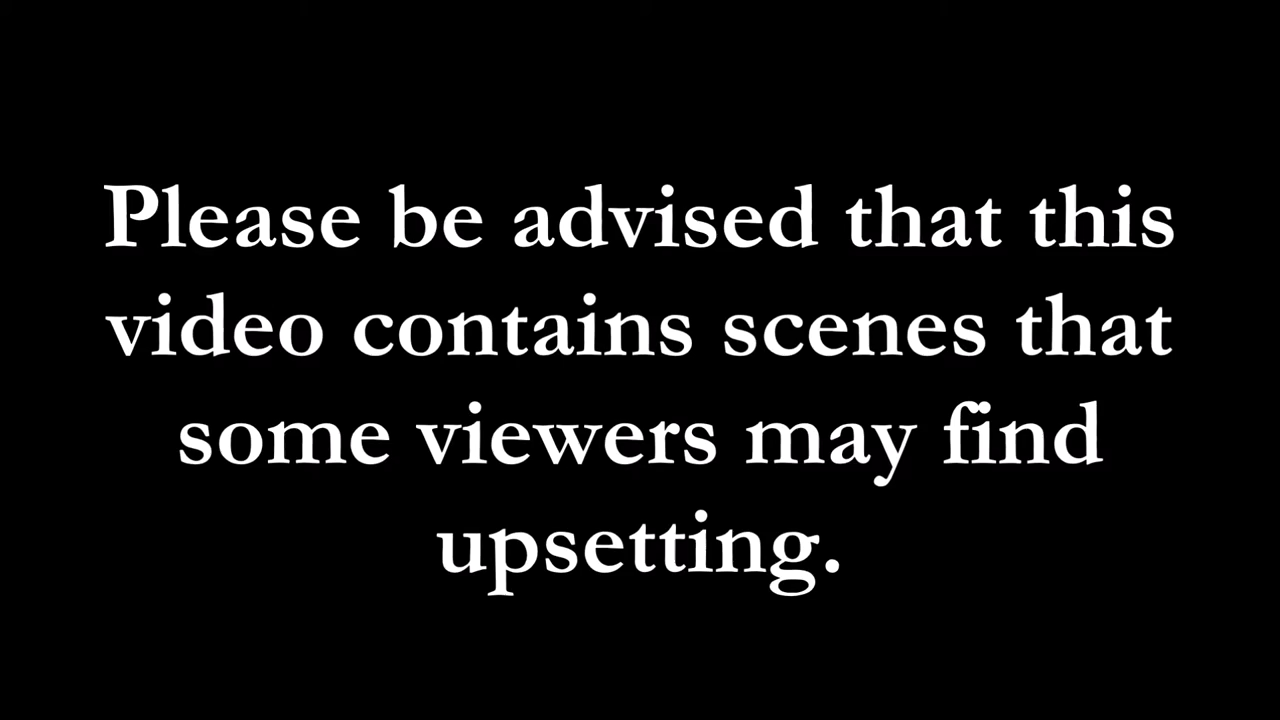 Please be advised that this
video contains scenes that
some viewers may find
upsetting.